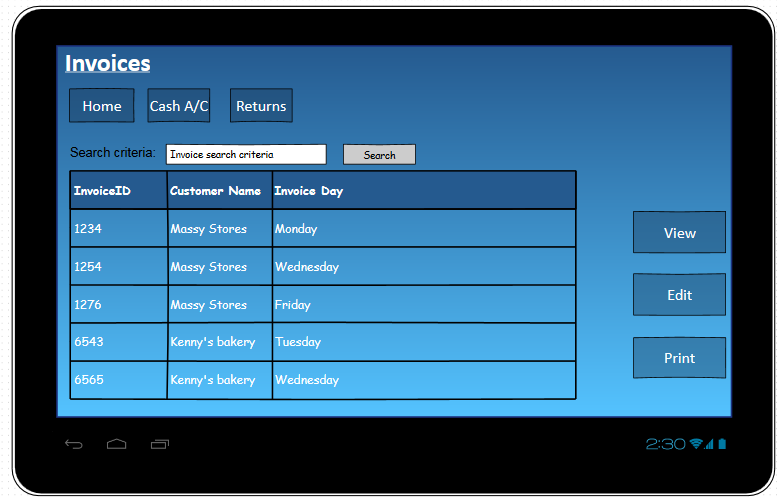 Invoices
Home Cash A/C Returns
Search criteria: Invoice search criteria Search
InvoiceID Customer Name Invoice Day
1234 Massy Stores Monday
1254 Massy Stores Wednesday
1276 Massy Stores Friday
6543 Kenny's bakery Tuesday
6565 Kenny's bakery Wednesday
View
Edit
Print
2:30